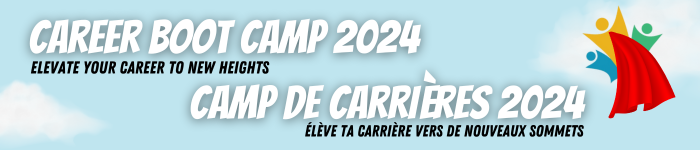 CAREER BOOT CAMP 2024
ELEVATE YOUR CAREER TO NEW HEIGHTS
CAMP DE CARRIÈRES 2024
ÉLÈVE TA CARRIÈRE VERS DE NOUVEAUX SOMMETS